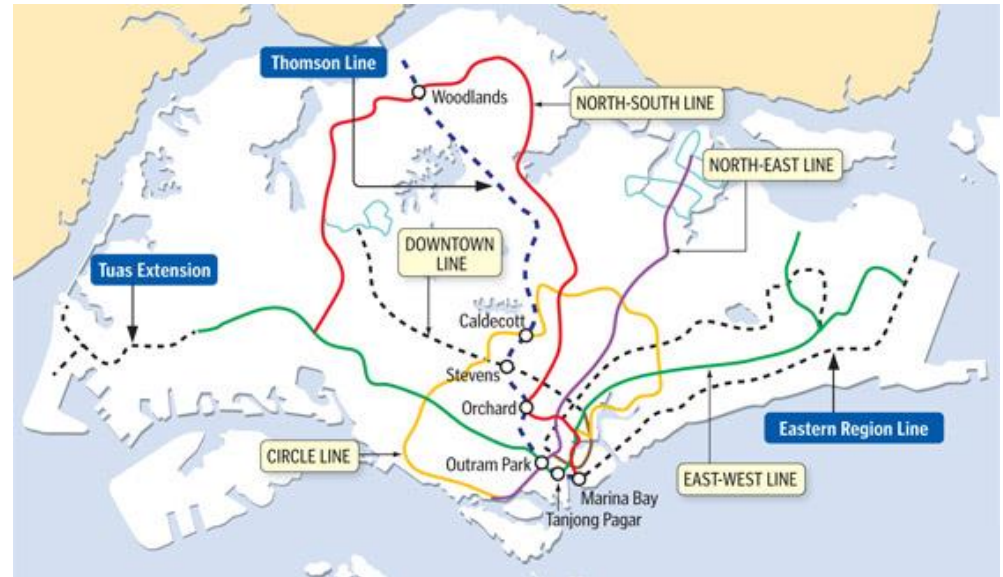 Thomson Line
Woodlands
NORTH-SOUTH LINE
NORTH-EAST LINE
DOWNTOWN
LINE
Tuas Extension
Caldecott
Stevens
Orchard
Eastern Region Line
CIRCLE LINE
Outram Park
EAST-WEST LINE
Marina Bay
Tanjong Pagar